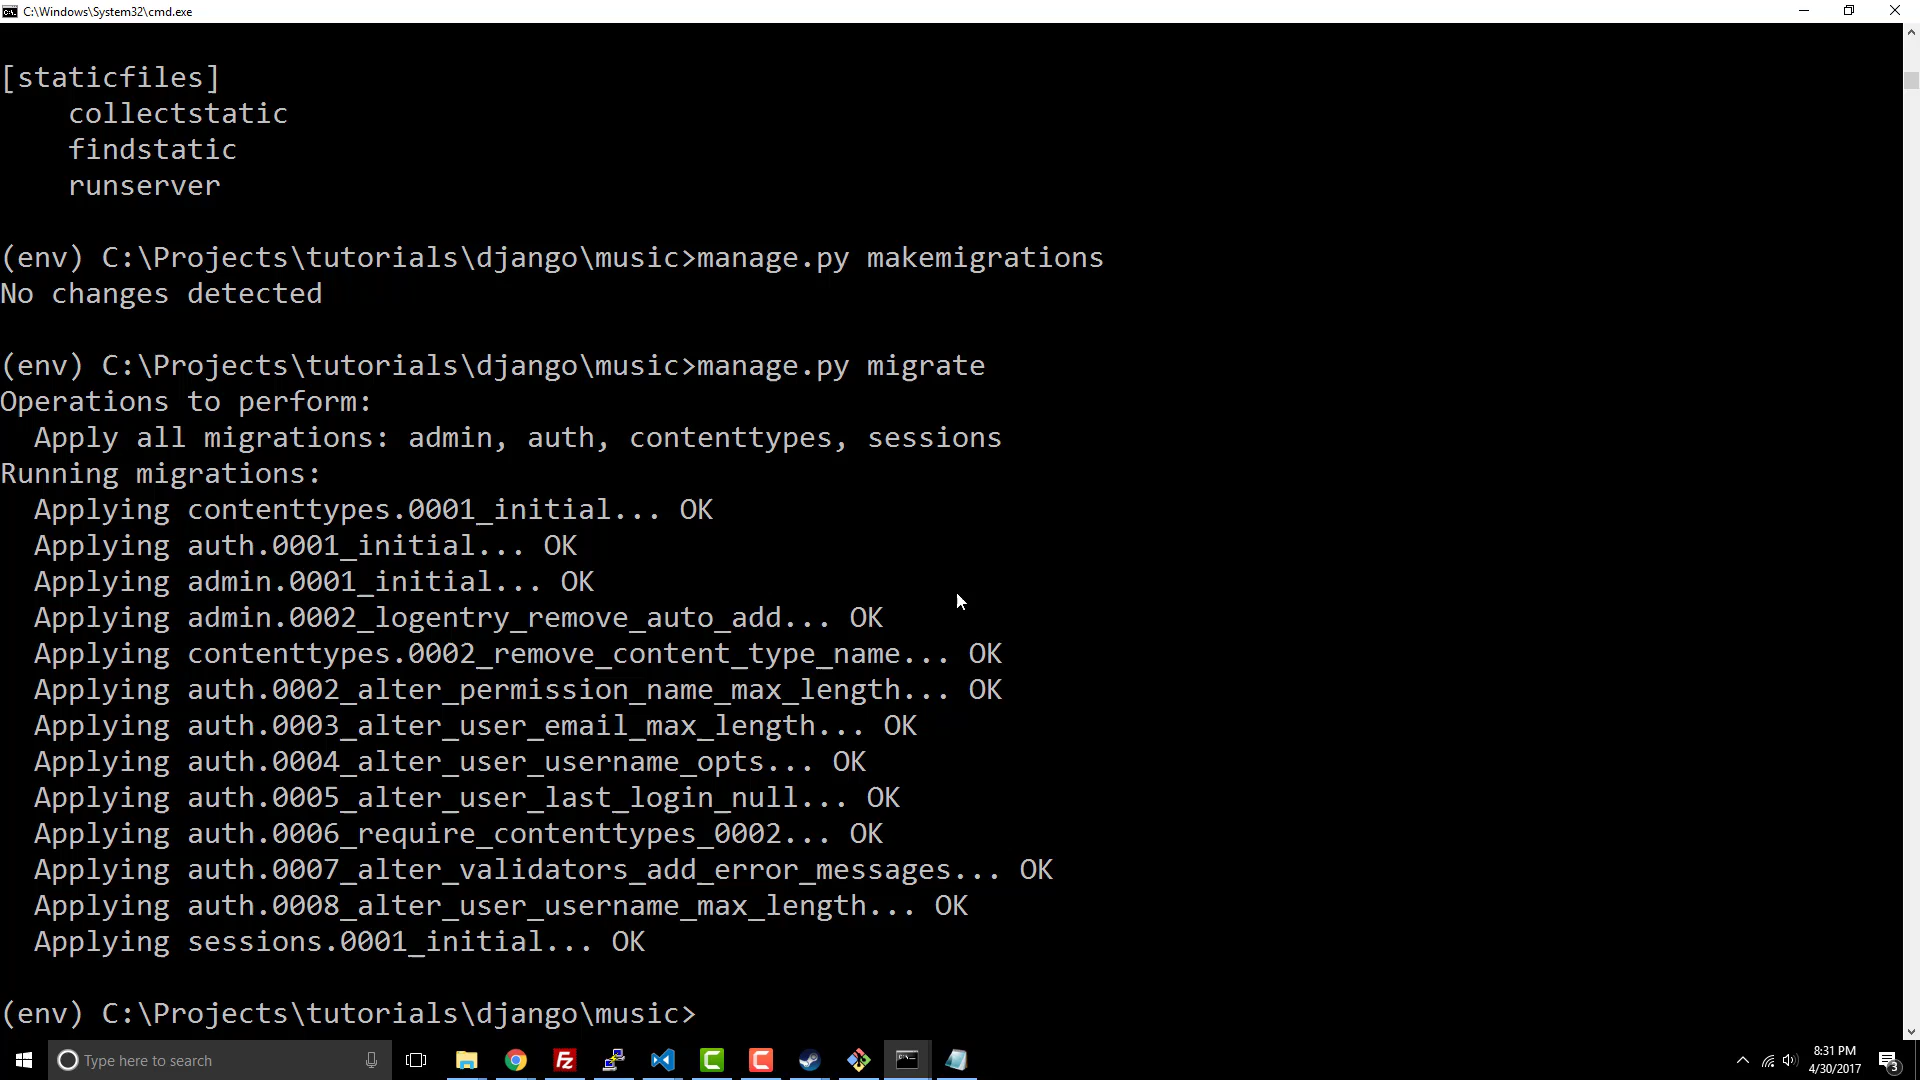 C:\Windows\System32\cmd.exe
[staticfiles]
    collectstatic
    findstatic
    runserver
(env) C:\Projects\tutorials\django\music>manage.py makemigrations
No changes detected
(env) C:\Projects\tutorials\django\music>manage.py migrate
Operations to perform:
  Apply all migrations: admin, auth, contenttypes, sessions
Running migrations:
  Applying contenttypes.0001_initial... OK
  Applying auth.0001_initial... OK
  Applying admin.0001_initial... OK
  Applying admin.0002_logentry_remove_auto_add... OK
  Applying contenttypes.0002_remove_content_type_name... OK
  Applying auth.0002_alter_permission_name_max_length... OK
  Applying auth.0003_alter_user_email_max_length... OK
  Applying auth.0004_alter_user_username_opts... OK
  Applying auth.0005_alter_user_last_login_null... OK
  Applying auth.0006_require_contenttypes_0002... OK
  Applying auth.0007_alter_validators_add_error_messages... OK
  Applying auth.0008_alter_user_username_max_length... OK
  Applying sessions.0001_initial... OK
(env) C:\Projects\tutorials\django\music>
Type here to search
8:31 PM
4/30/2017
3